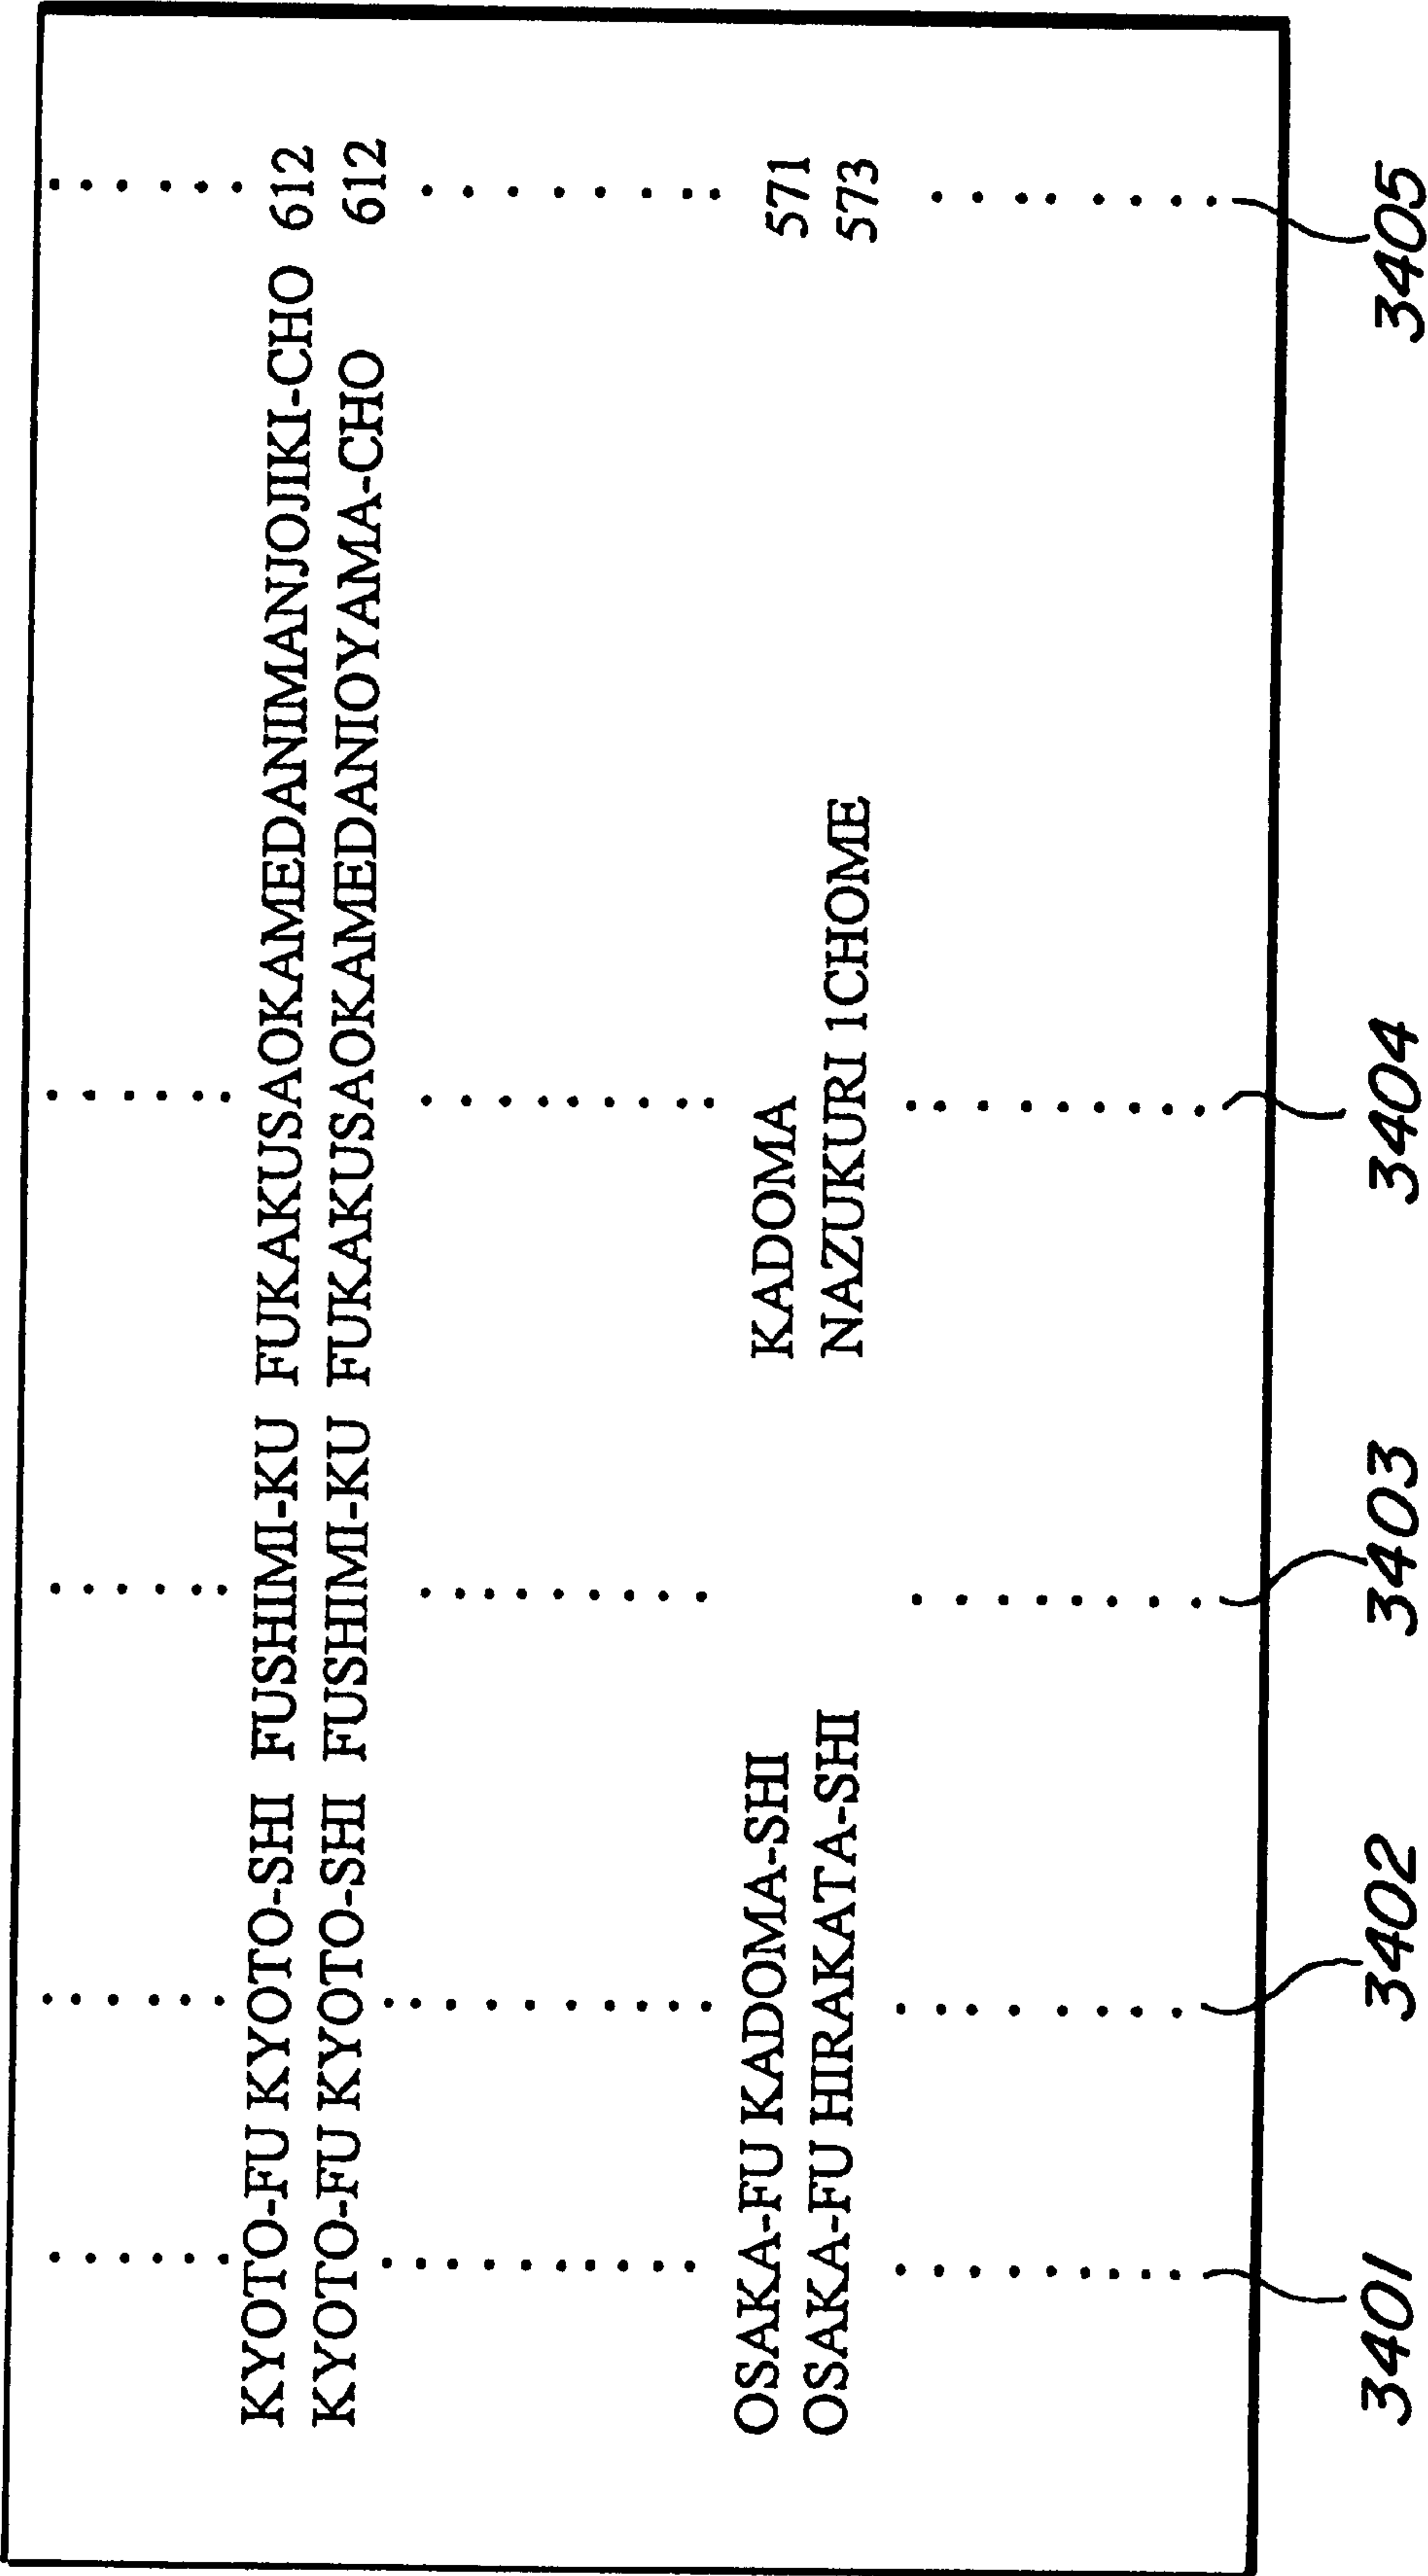 KYOTO-FU KYOTO-SHI FUSHIMI-KU FUKAKUSAOKAMEDANIMANJOJIKI-CHO 612
KYOTO-FU KYOTO-SHI FUSHIMI-KU FUKAKUSAOKAMEDANIOYAMA-CHO 612
OSAKA-FU KADOMA-SHI KADOMA 571
OSAKA-FU HIRAKATA-SHI NAZUKURI 1CHOME 573
3401 3402 3403 3404 3405